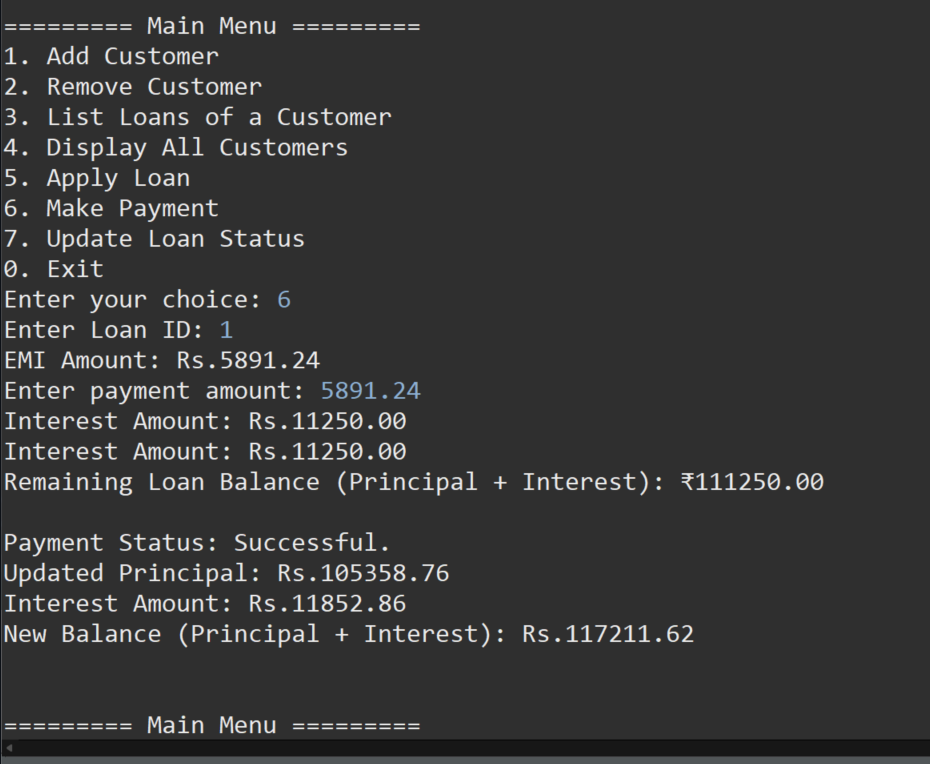 ========= Main Menu =========
1. Add Customer
2. Remove Customer
3. List Loans of a Customer
4. Display All Customers
5. Apply Loan
6. Make Payment
7. Update Loan Status
0. Exit
Enter your choice: 6
Enter Loan ID: 1
EMI Amount: Rs.5891.24
Enter payment amount: 5891.24
Interest Amount: Rs.11250.00
Interest Amount: Rs.11250.00
Remaining Loan Balance (Principal + Interest): ₹111250.00
Payment Status: Successful.
Updated Principal: Rs.105358.76
Interest Amount: Rs.11852.86
New Balance (Principal + Interest): Rs.117211.62
========= Main Menu =========